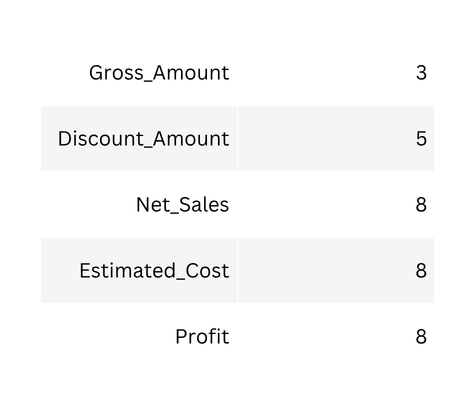 Gross_Amount 3
Discount_Amount 5
Net_Sales 8
Estimated_Cost 8
Profit 8